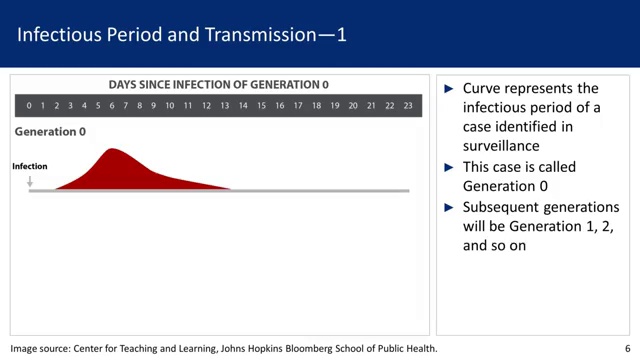 Infectious Period and Transmission—1
DAYS SINCE INFECTION OF GENERATION 0
0 1 2 3 4 5 6 7 8 9 10 11 12 13 14 15 16 17 18 19 20 21 22 23
Generation 0
Infection
► Curve represents the
infectious period of a
case identified in
surveillance
► This case is called
Generation 0
► Subsequent generations
will be Generation 1, 2,
and so on
Image source: Center for Teaching and Learning, Johns Hopkins Bloomberg School of Public Health.
6